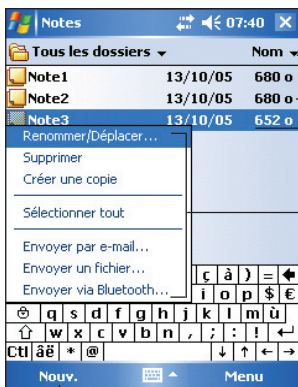 Notes 07:40
Tous les dossiers Nom
Note1 13/10/05 680 o
Note2 13/10/05 680 o
Note3 13/10/05 652 o
Renommer/Déplacer...
Supprimer
Créer une copie
Sélectionner tout
Envoyer par e-mail...
Envoyer un fichier...
Envoyer via Bluetooth...
ç à ) =
i o p $ €
q s d f g h j k l m ù
w x c v b n , ; : !
Ctl âë * @ ↓ ↑ ← →
Nouv. Menu